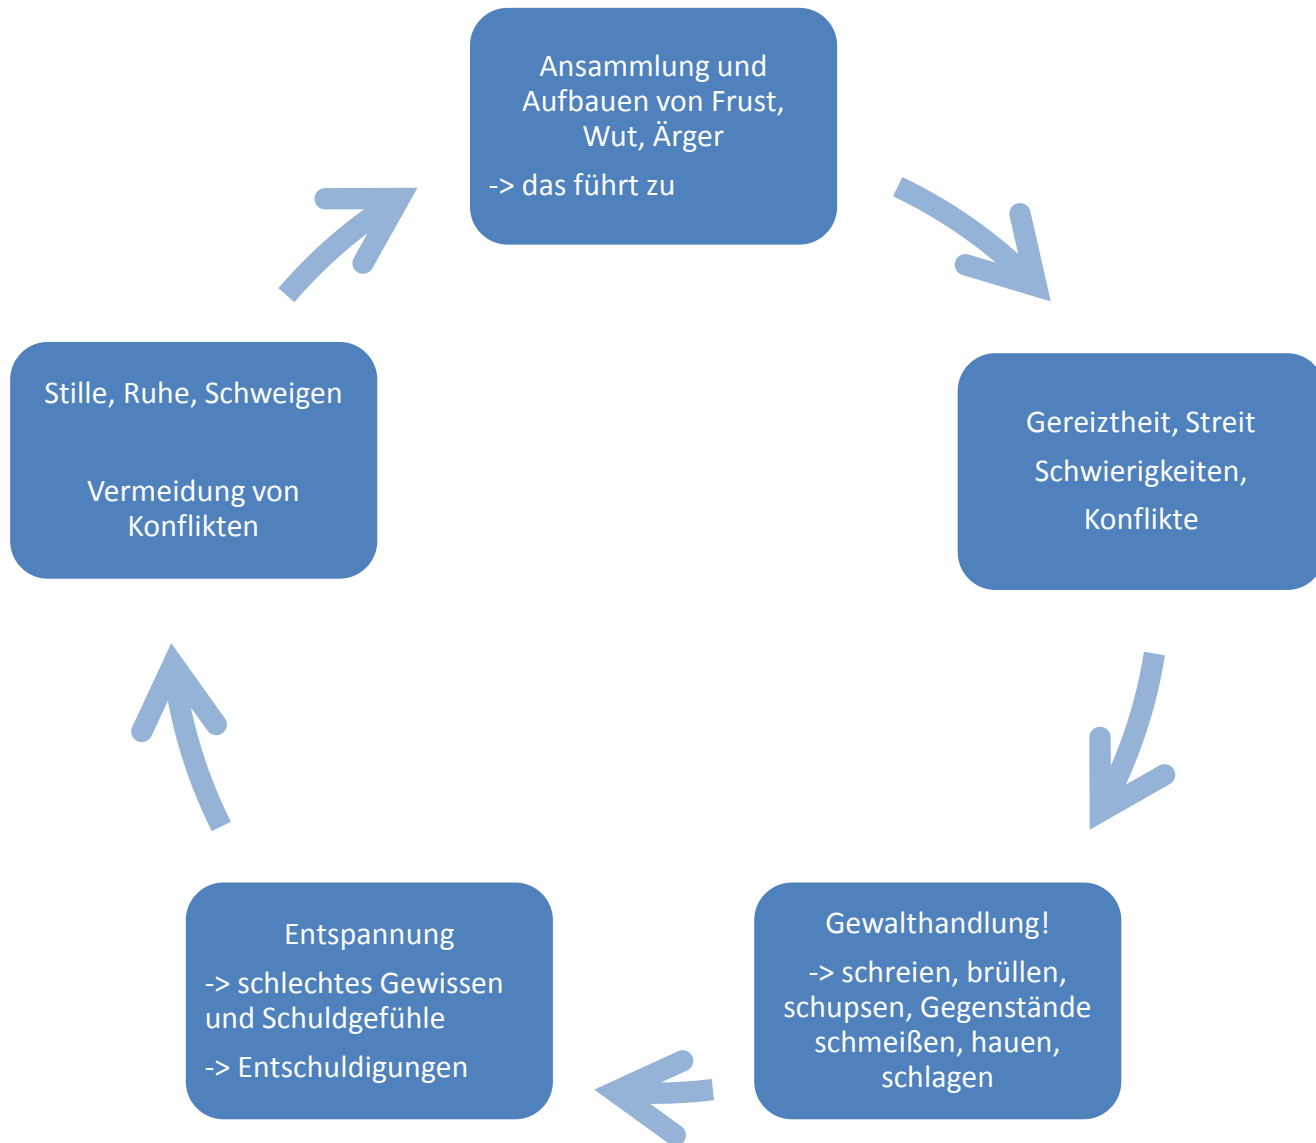 Ansammlung und
Aufbauen von Frust,
Wut, Ärger
-> das führt zu
Gereiztheit, Streit
Schwierigkeiten,
Konflikte
Gewalthandlung!
-> schreien, brüllen,
schupsen, Gegenstände
schmeißen, hauen,
schlagen
Entspannung
-> schlechtes Gewissen
und Schuldgefühle
-> Entschuldigungen
Stille, Ruhe, Schweigen
Vermeidung von
Konflikten